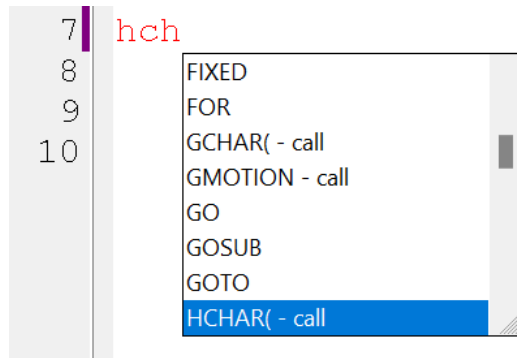 7 hch
8 FIXED
9 FOR
10 GCHAR( - call
GMOTION - call
GO
GOSUB
GOTO
HCHAR( - call